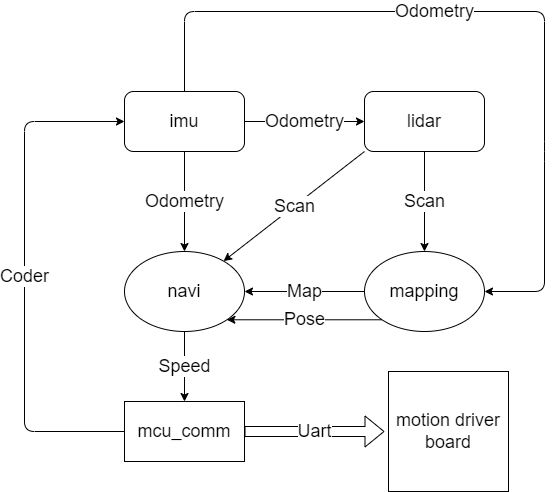 Odometry
imu
Odometry
lidar
Odometry
Scan
Scan
Coder
navi
Map
mapping
Pose
Speed
mcu_comm
Uart
motion driver
board